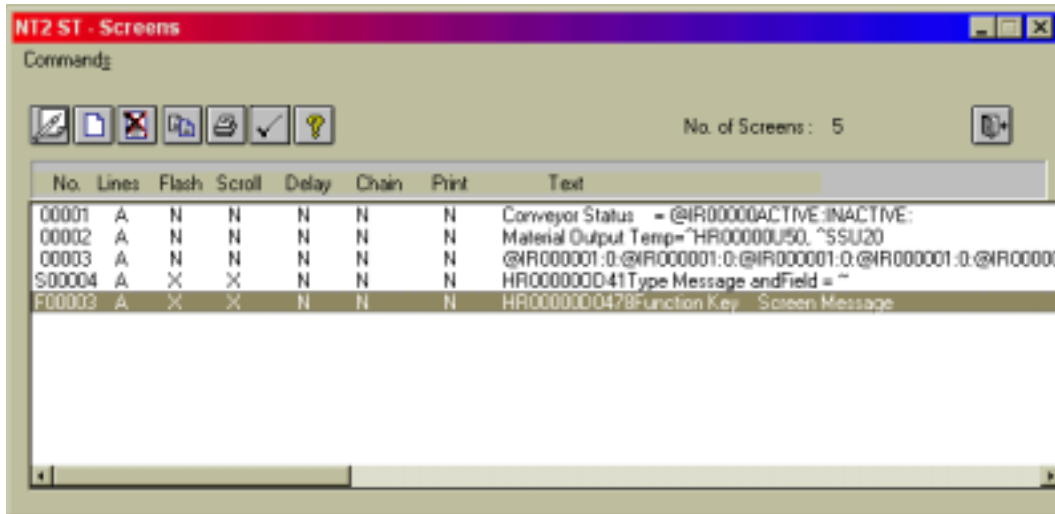 NT2 ST - Screens
Commands
No. of Screens : 5
No. Lines Flash Scroll Delay Chain Print Text
00001 A N N N N N Conveyor Status = @IR00000ACTIVE:INACTIVE:
00002 A N N N N N Material Output Temp=^HR00000U50, ^SSU20
00003 A N N N N N @IR000001:0:@IR000001:0:@IR000001:0:@IR000001:0:@IR00000
S00004 A X X N N N HR00000D041Type Message andField = ~
F00003 A X X N N N HR00000D0478Function Key Screen Message